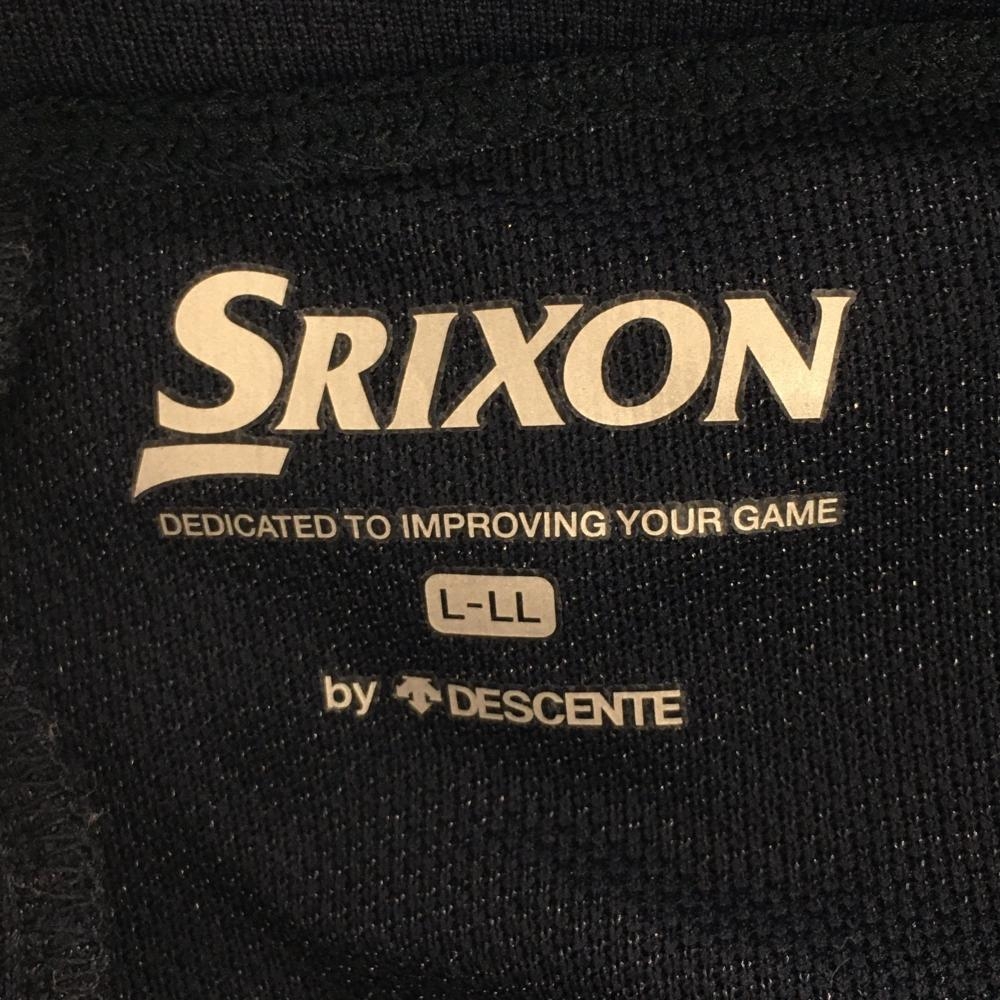 SRIXON
DEDICATED TO IMPROVING YOUR GAME
L-LL
by DESCENTE